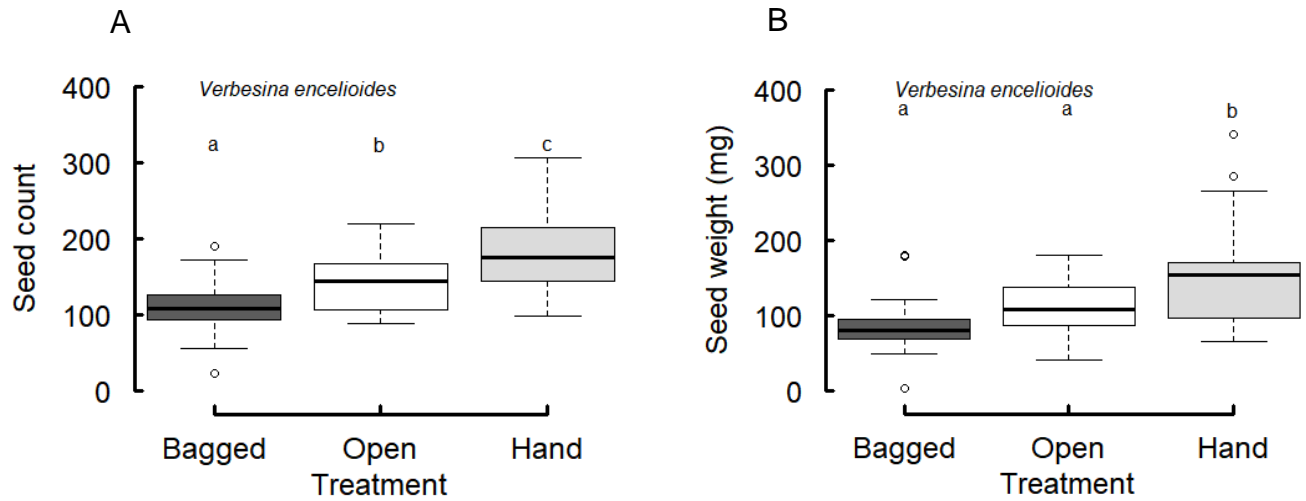 A
Verbesina encelioides
400
300
200
100
0
Seed count
a b c
Bagged Open Hand
Treatment
B
Verbesina encelioides
400
300
200
100
0
Seed weight (mg)
a a b
Bagged Open Hand
Treatment